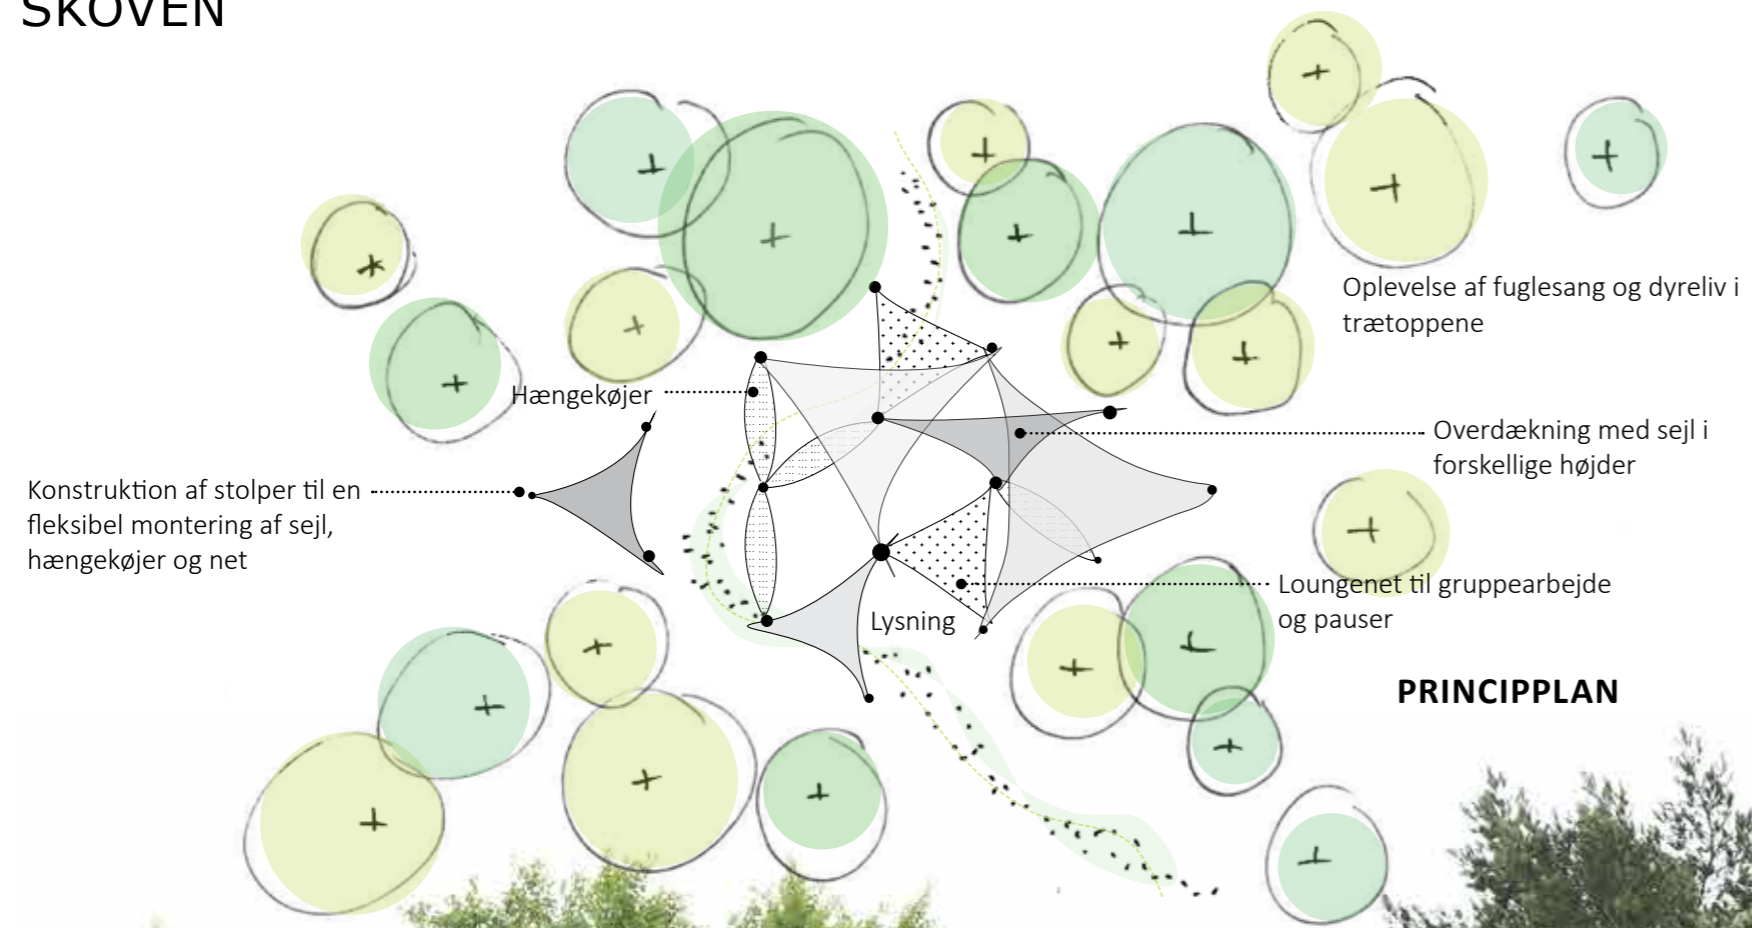 SKOVEN
Oplevelse af fuglesang og dyreliv i
trætoppene
Hængekøjer
Overdækning med sejl i
forskellige højder
Konstruktion af stolper til en
fleksibel montering af sejl,
hængekøjer og net
Loungenet til gruppearbejde
og pauser
Lysning
PRINCIPPLAN